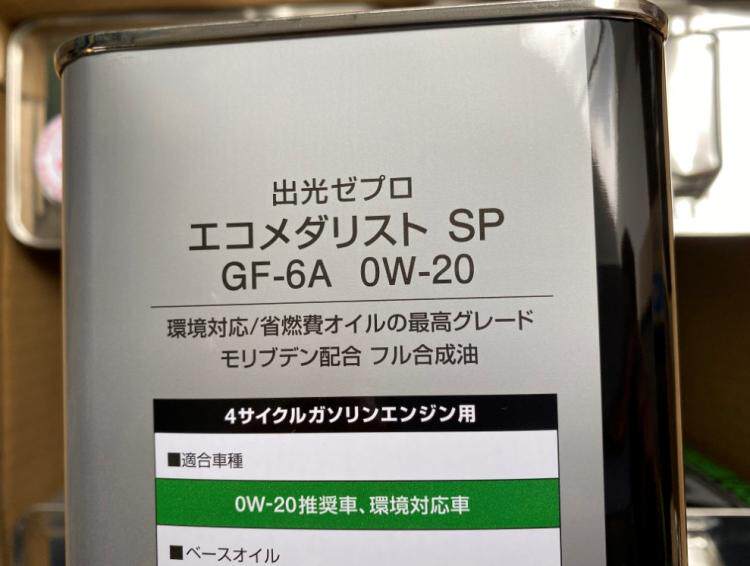 出光ゼプロ
エコメダリスト SP
GF-6A 0W-20
環境対応/省燃費オイルの最高グレード
モリブデン配合 フル合成油
4サイクルガソリンエンジン用
■適合車種
0W-20推奨車、環境対応車
■ベースオイル